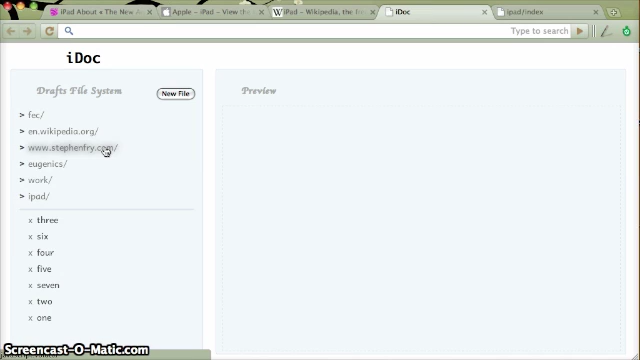 iPad About « The New A
Apple – iPad – View the
iPad – Wikipedia, the
iDoc
ipad/index
Type to search
iDoc
Drafts File System
New File
Preview
> fec/
> en.wikipedia.org/
> www.stephenfry.com/
> eugenics/
> work/
> ipad/
x three
x six
x four
x five
x seven
x two
x one
Screencast-O-Matic.com